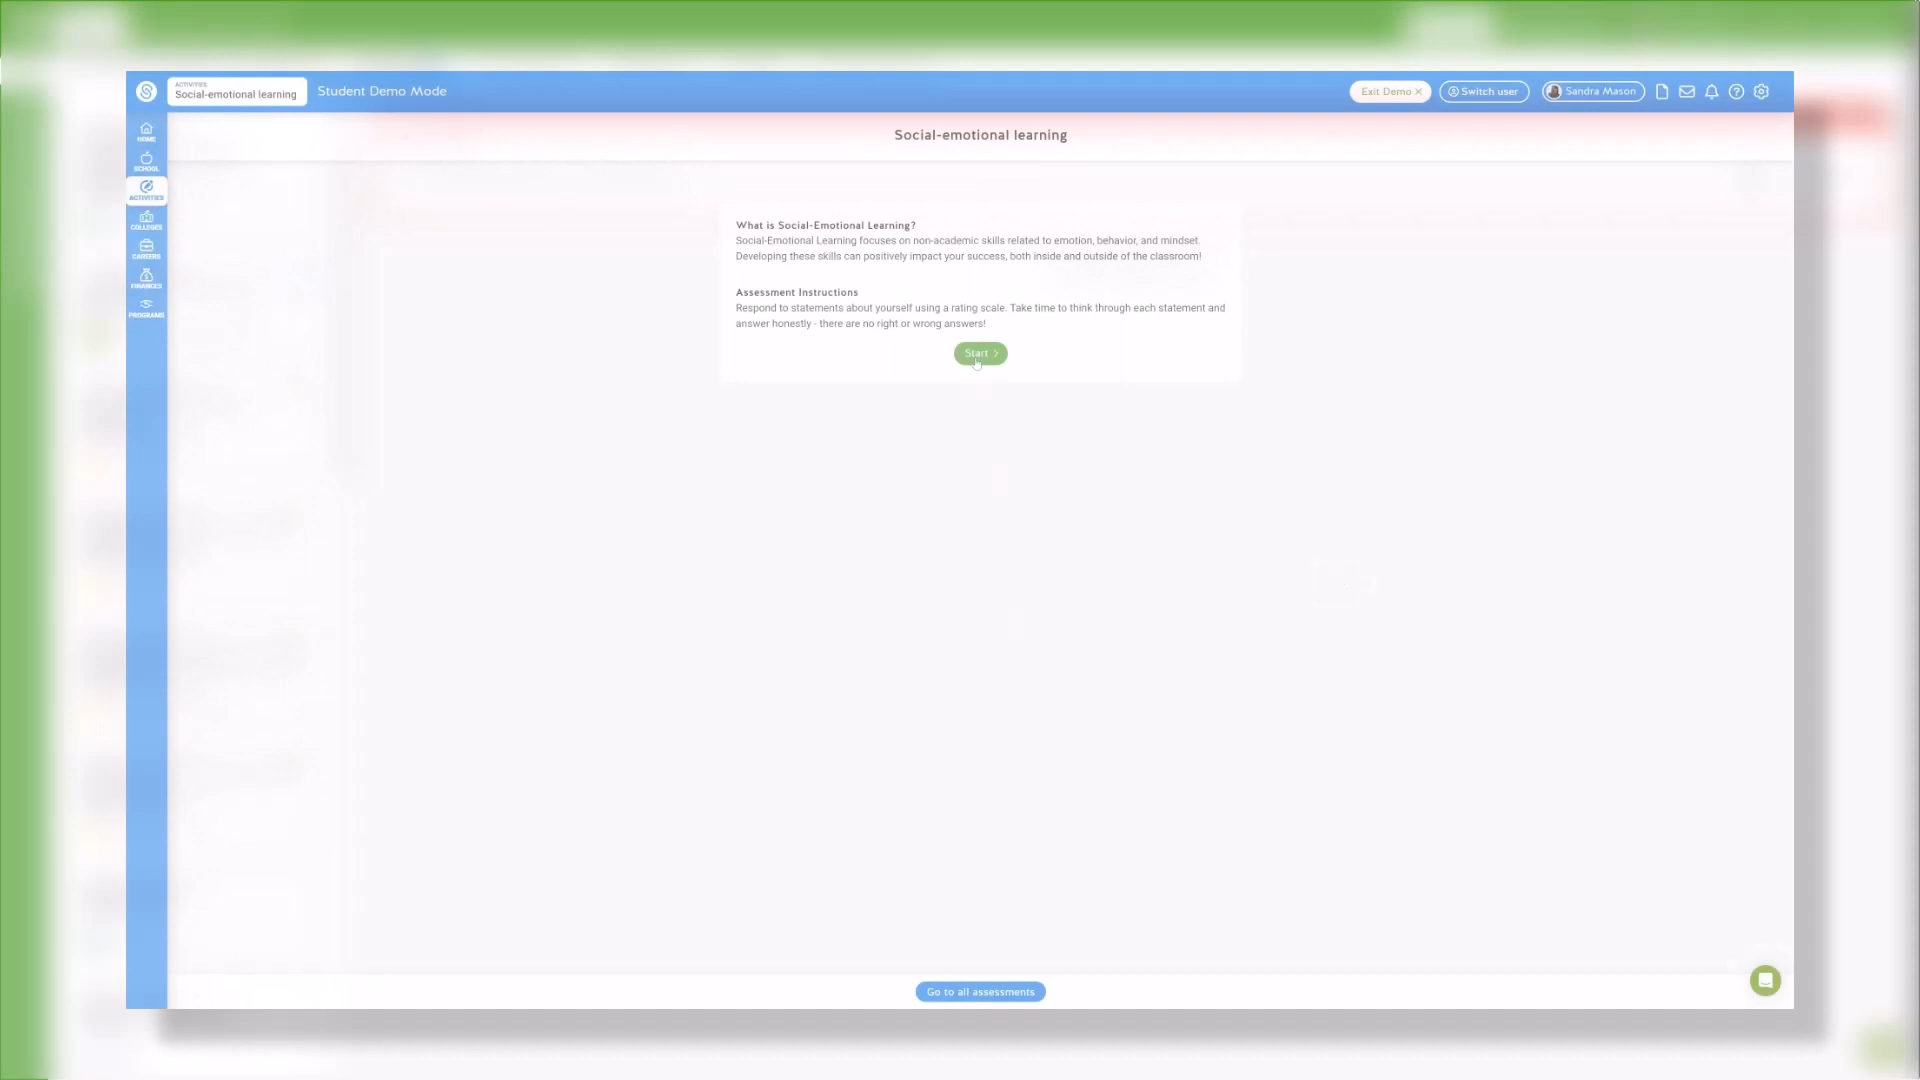 ACTIVITIES
Social-emotional learning
Student Demo Mode
Exit Demo
Switch user
Sandra Mason
HOME
SCHOOL
ACTIVITIES
COLLEGES
CAREERS
FINANCES
PROGRAMS
Social-emotional learning
What is Social-Emotional Learning?
Social-Emotional Learning focuses on non-academic skills related to emotion, behavior, and mindset.
Developing these skills can positively impact your success, both inside and outside of the classroom!
Assessment Instructions
Respond to statements about yourself using a rating scale. Take time to think through each statement and
answer honestly - there are no right or wrong answers!
Start
Go to all assessments